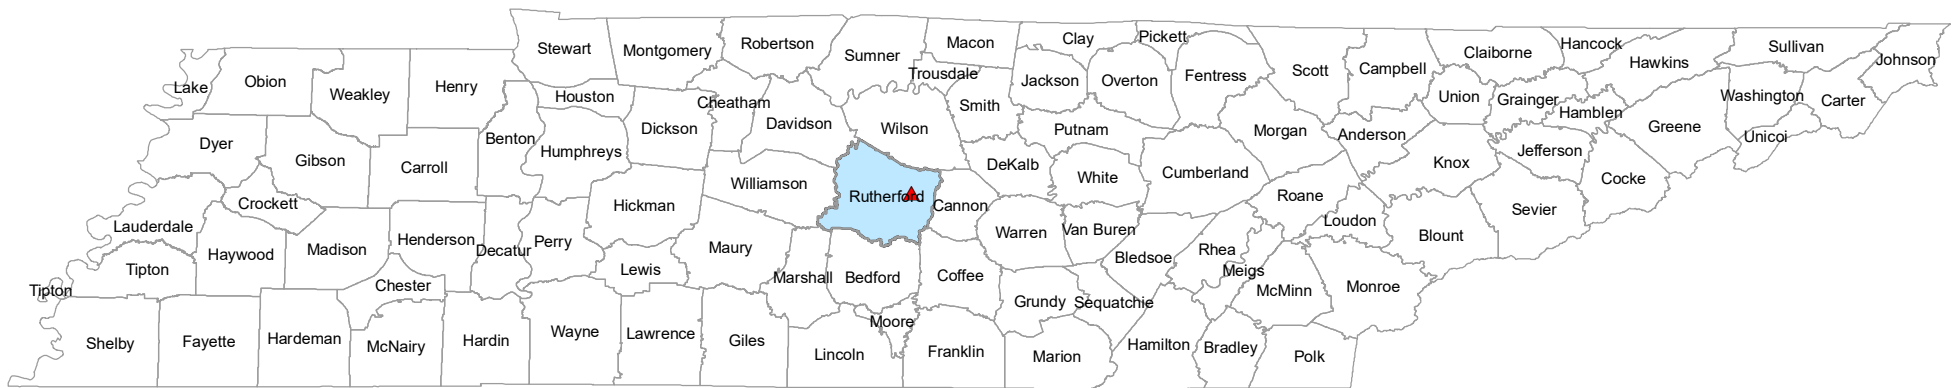 Stewart
Montgomery
Robertson
Sumner
Macon
Clay
Pickett
Claiborne
Hancock
Sullivan
Johnson
Lake
Obion
Weakley
Henry
Houston
Cheatham
Trousdale
Jackson
Overton
Fentress
Scott
Campbell
Union
Grainger
Hawkins
Hamblen
Washington
Carter
Unicoi
Dyer
Gibson
Carroll
Benton
Humphreys
Dickson
Davidson
Wilson
Smith
Putnam
Morgan
Anderson
Knox
Jefferson
Greene
Cocke
Crockett
Lauderdale
Haywood
Madison
Henderson
Decatur
Perry
Hickman
Williamson
Rutherford
Cannon
DeKalb
White
Cumberland
Roane
Loudon
Blount
Sevier
Tipton
Tipton
Chester
Lewis
Maury
Marshall
Bedford
Coffee
Warren
Van Buren
Bledsoe
Rhea
Meigs
McMinn
Monroe
Shelby
Fayette
Hardeman
McNairy
Hardin
Wayne
Lawrence
Giles
Lincoln
Moore
Franklin
Grundy
Sequatchie
Marion
Hamilton
Bradley
Polk